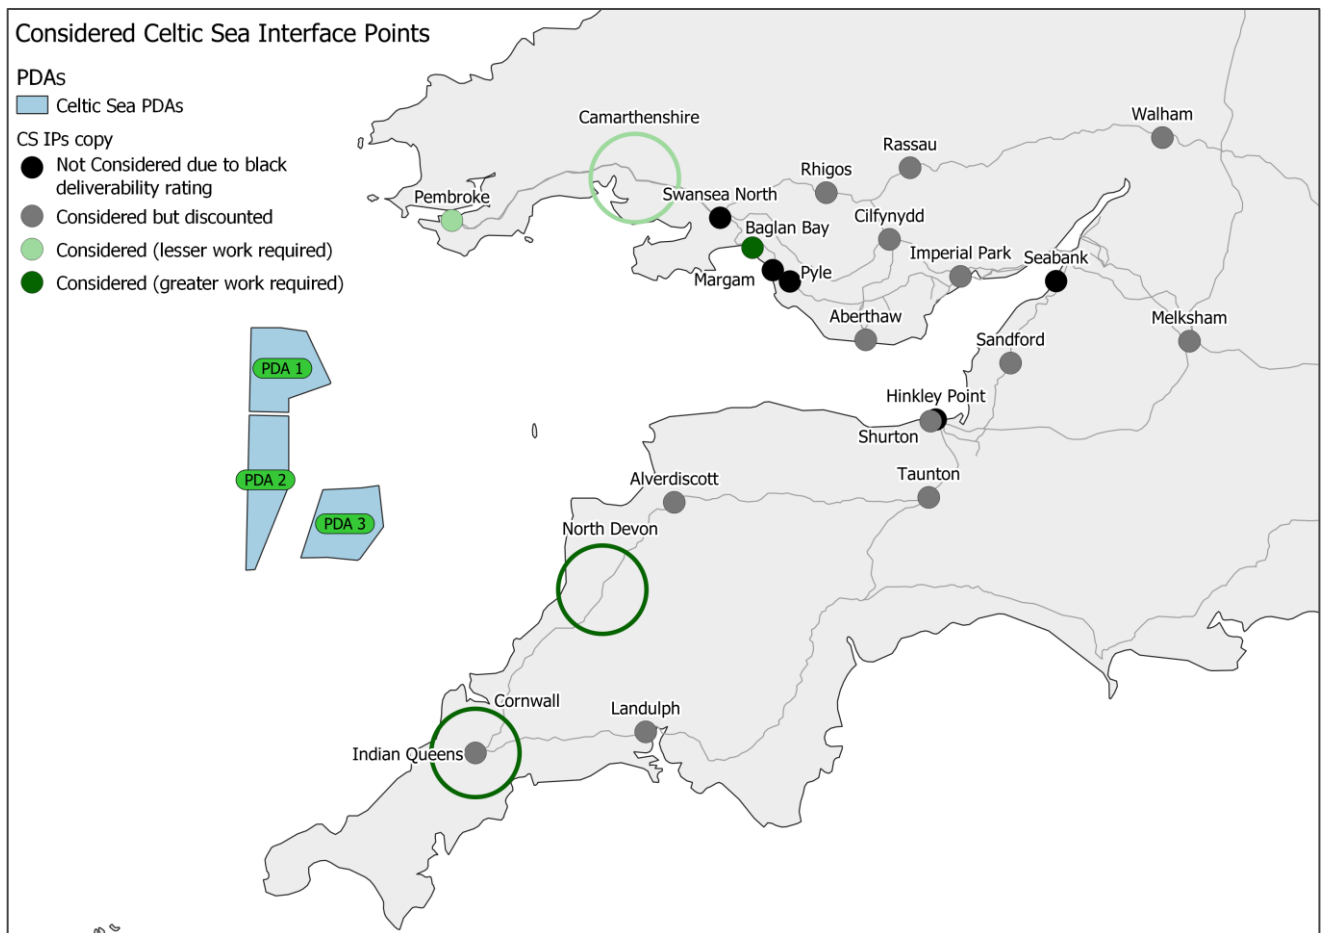 Considered Celtic Sea Interface Points
PDAs
Celtic Sea PDAs
CS IPs copy
Not Considered due to black
deliverability rating
Considered but discounted
Considered (lesser work required)
Considered (greater work required)
Camarthenshire
Walham
Rassau
Rhigos
Pembroke
Swansea North
Cilfynydd
Baglan Bay
Imperial Park
Seabank
Margam
Pyle
Aberthaw
Melksham
Sandford
PDA 1
Hinkley Point
Shurton
Taunton
PDA 2
Alverdiscott
PDA 3
North Devon
Cornwall
Landulph
Indian Queens